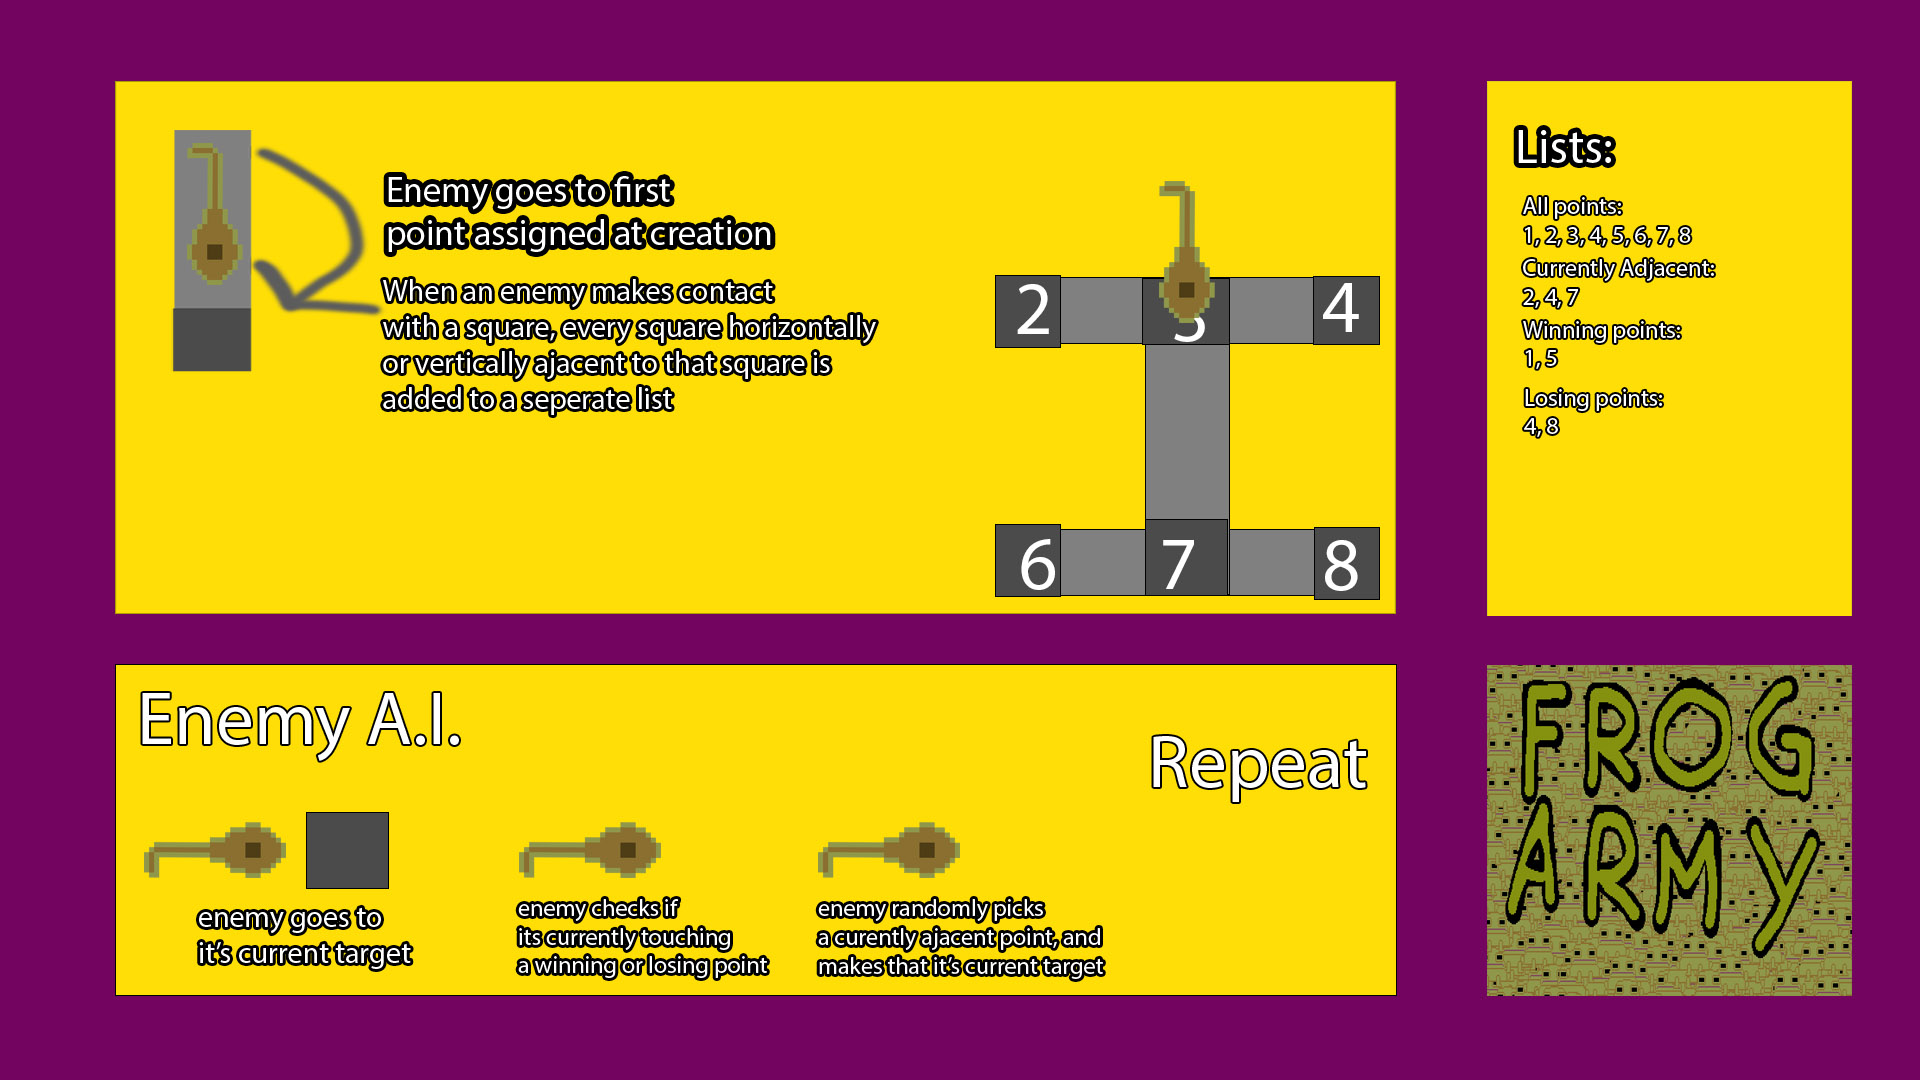 Enemy goes to first
point assigned at creation
When an enemy makes contact
with a square, every square horizontally
or vertically ajacent to that square is
added to a seperate list
2 3 4
6 7 8
Lists:
All points:
1, 2, 3, 4, 5, 6, 7, 8
Currently Adjacent:
2, 4, 7
Winning points:
1, 5
Losing points:
4, 8
Enemy A.I.
Repeat
enemy goes to
it's current target
enemy checks if
its currently touching
a winning or losing point
enemy randomly picks
a curently ajacent point, and
makes that it's current target
FROG
ARMY